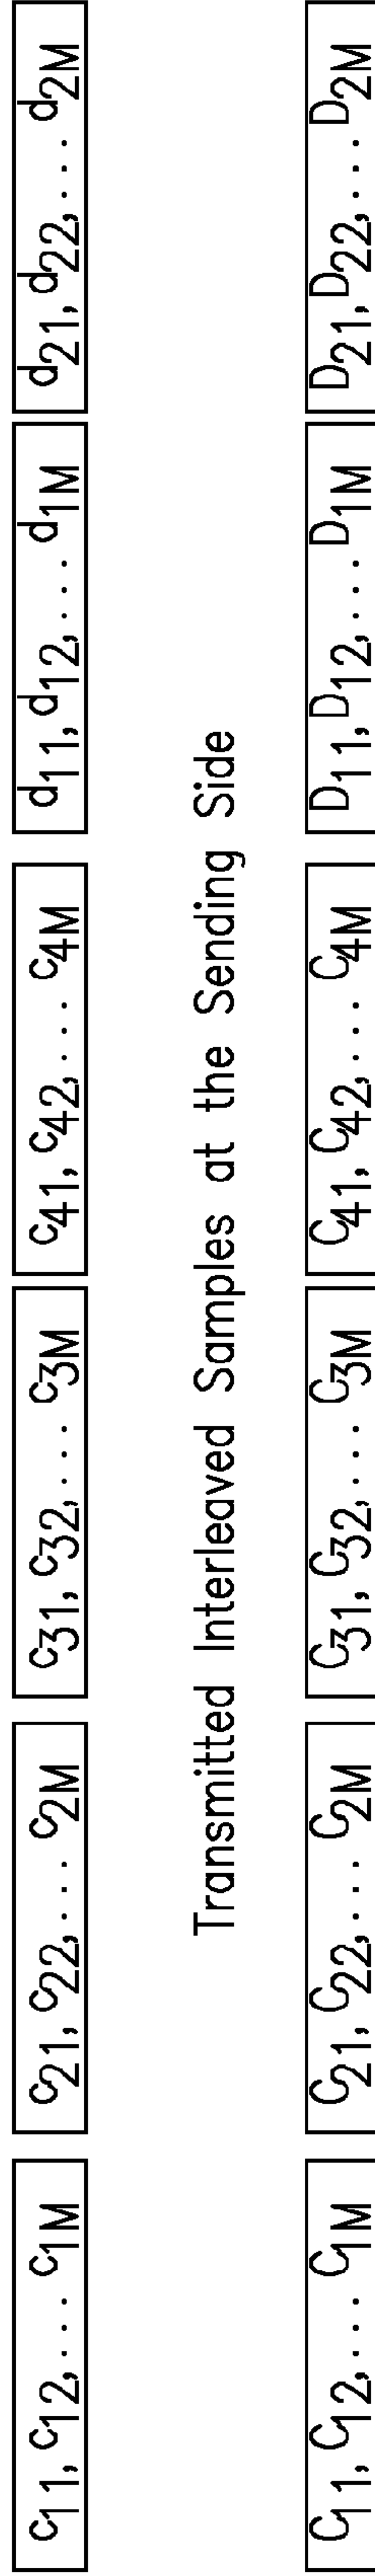 c11, c12, . . . c1M c21, c22, . . . c2M c31, c32, . . . c3M c41, c42, . . . c4M d11, d12, . . . d1M d21, d22, . . . d2M
Transmitted Interleaved Samples at the Sending Side
C11, C12, . . . C1M C21, C22, . . . C2M C31, C32, . . . C3M C41, C42, . . . C4M D11, D12, . . . D1M D21, D22, . . . D2M